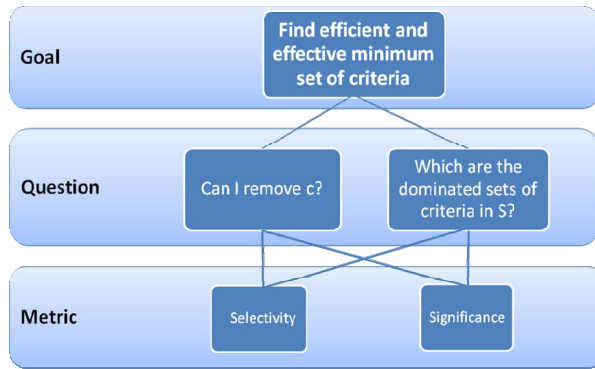 Goal
Find efficient and
effective minimum
set of criteria
Question
Can I remove c?
Which are the
dominated sets of
criteria in S?
Metric
Selectivity
Significance